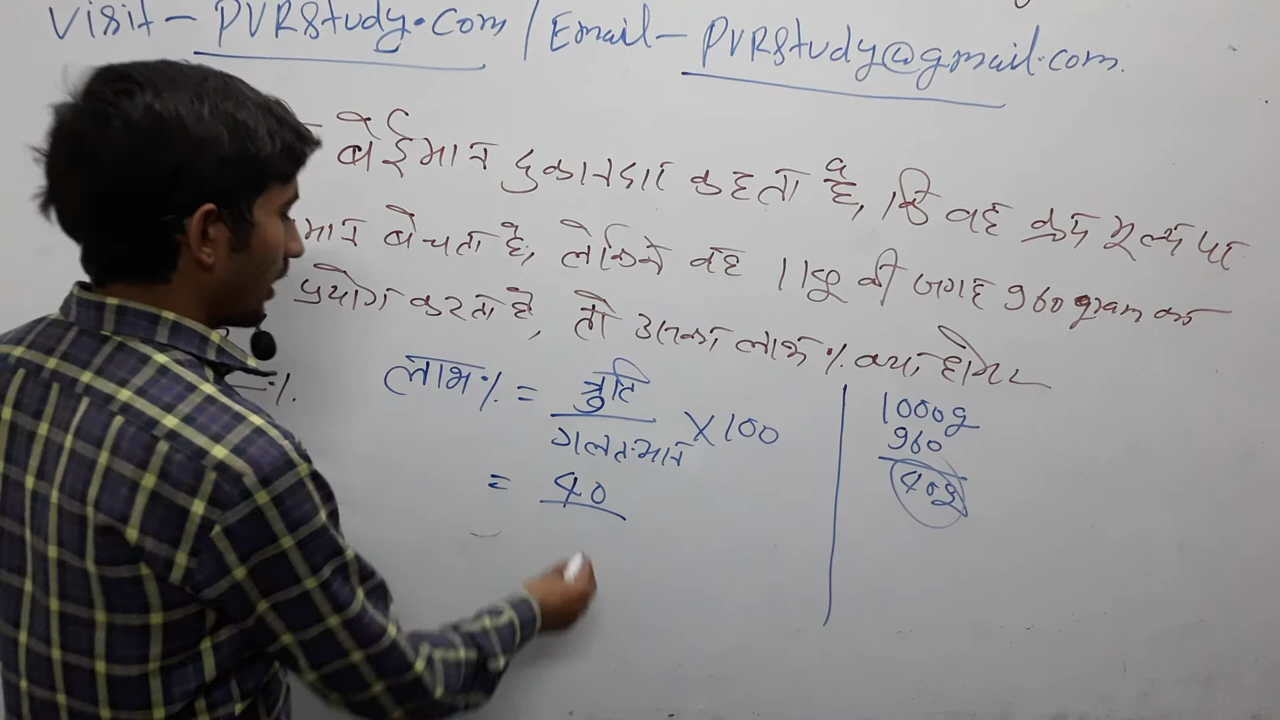 Visit - PVRStudy.Com / Email - PVRStudy@gmail.com.
बेईमान दुकानदार कहता है, कि वह क्रय मूल्य पर
मान बेचता है, लेकिन वह 1 kg की जगह 960 gram का
प्रयोग करता है, तो उसका लाभ % क्या होगा
लाभ % = त्रुटि / गलत मान × 100
= 40
1000g
960
40g